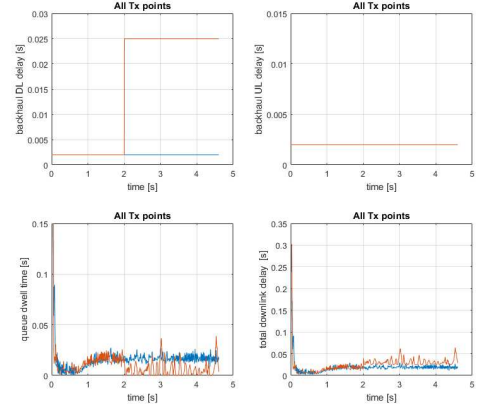 All Tx points
All Tx points
0.03
0.025
0.02
0.015
0.01
0.005
0
backhaul DL delay [s]
0 1 2 3 4 5
time [s]
0.015
0.01
0.005
0
backhaul UL delay [s]
0 1 2 3 4 5
time [s]
All Tx points
All Tx points
0.15
0.1
0.05
0
queue dwell time [s]
0 1 2 3 4 5
time [s]
0.35
0.3
0.25
0.2
0.15
0.1
0.05
0
total downlink delay [s]
0 1 2 3 4 5
time [s]